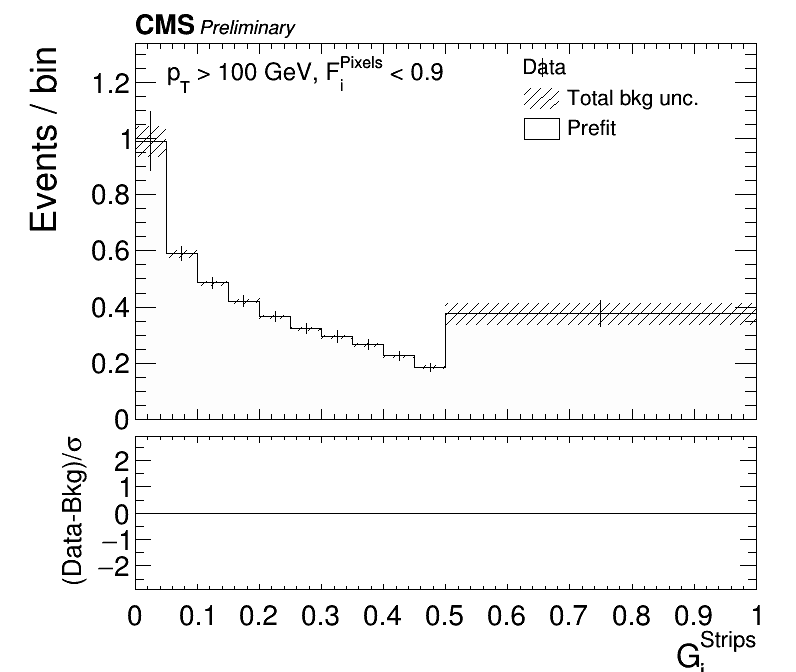 CMS Preliminary
p_T > 100 GeV, F_i^Pixels < 0.9
Data
Total bkg unc.
Prefit
Events / bin
1.2
1
0.8
0.6
0.4
0.2
0
(Data-Bkg)/σ
2
1
0
−1
−2
0 0.1 0.2 0.3 0.4 0.5 0.6 0.7 0.8 0.9 1
G_i^Strips